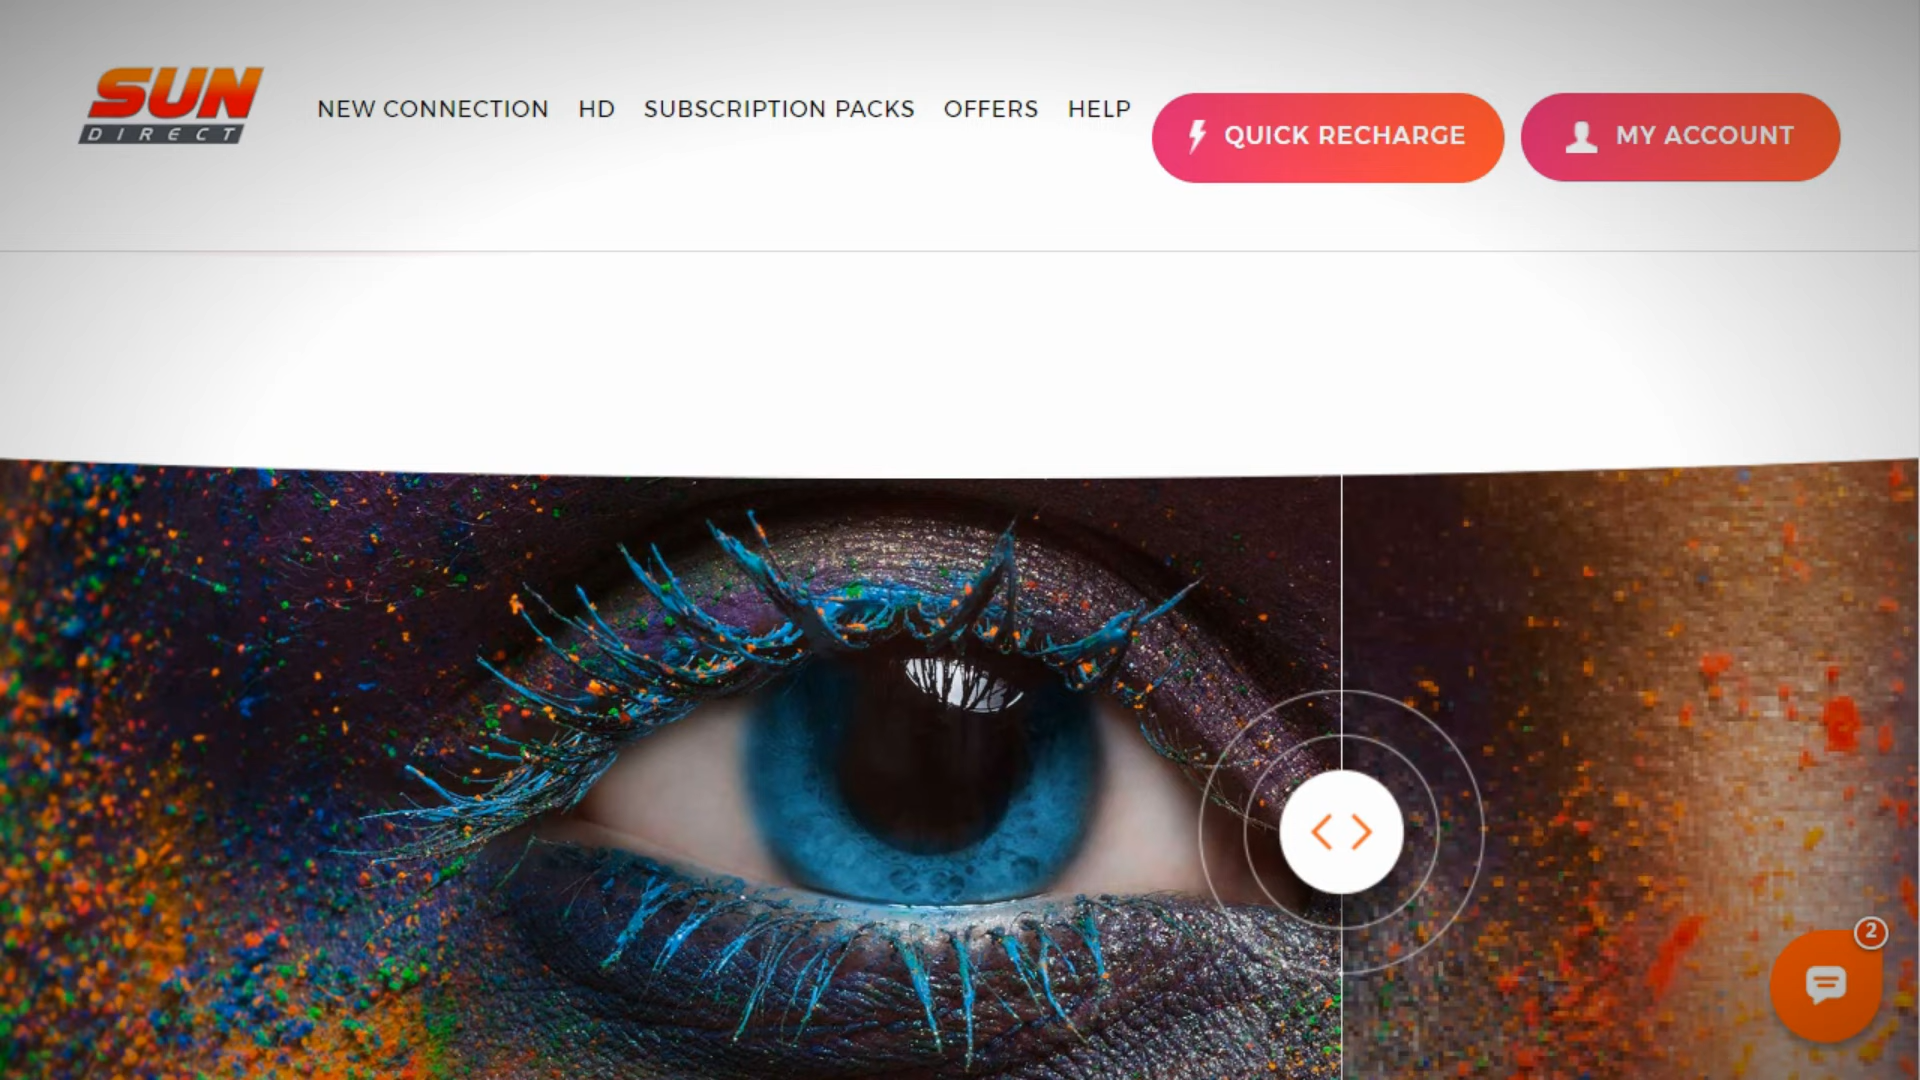 SUN
DIRECT
NEW CONNECTION HD SUBSCRIPTION PACKS OFFERS HELP
QUICK RECHARGE
MY ACCOUNT
2